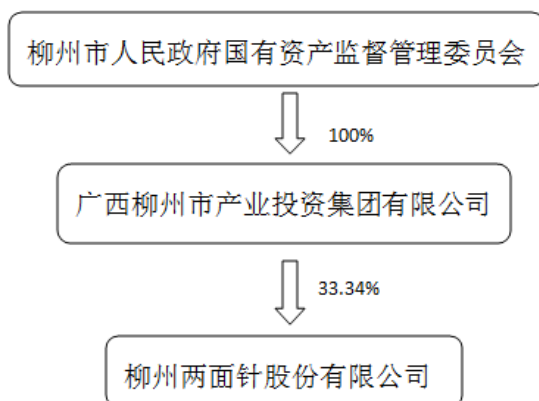 柳州市人民政府国有资产监督管理委员会
100%
广西柳州市产业投资集团有限公司
33.34%
柳州两面针股份有限公司